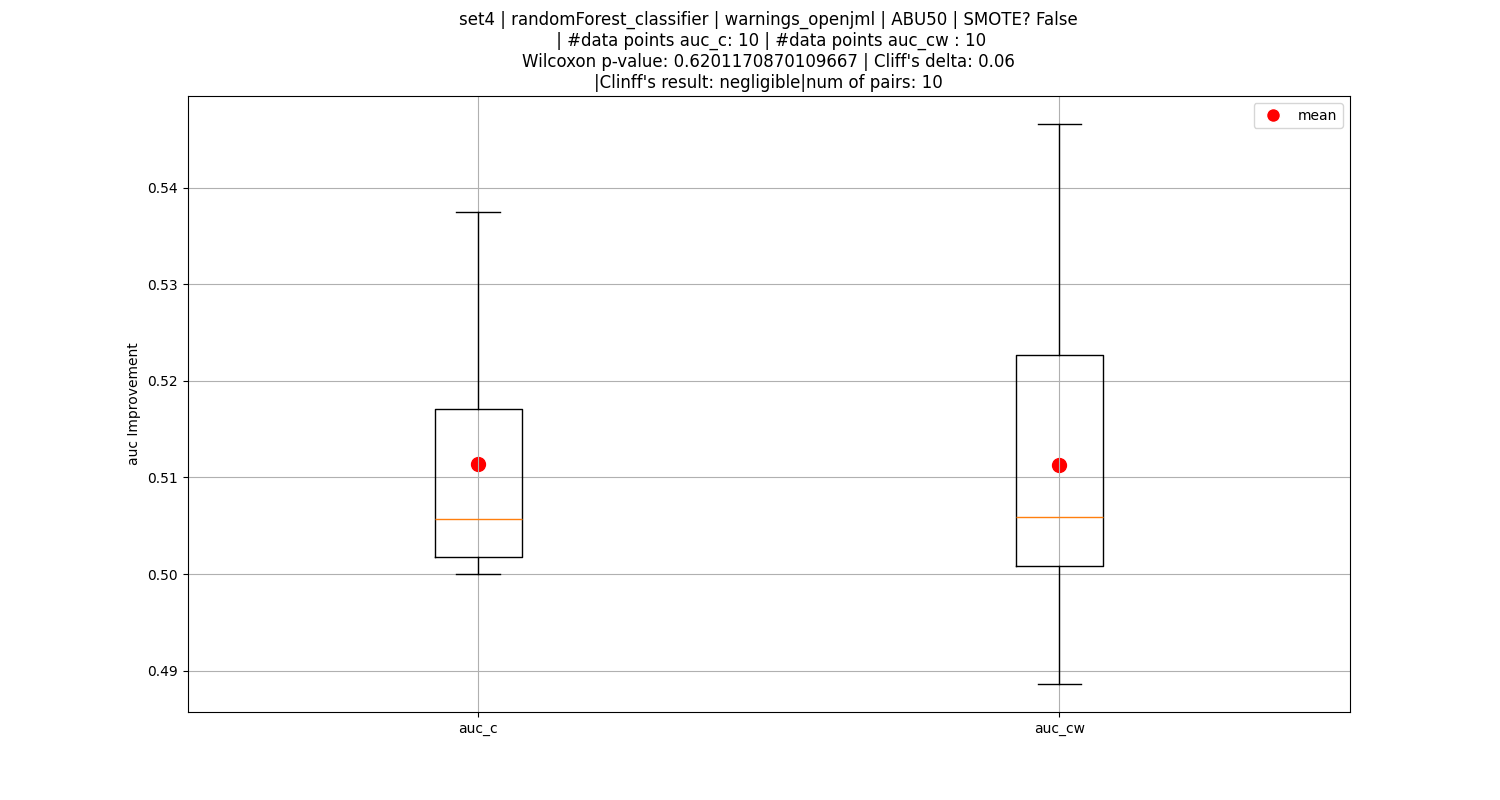 set4 | randomForest_classifier | warnings_openjml | ABU50 | SMOTE? False
| #data points auc_c: 10 | #data points auc_cw : 10
Wilcoxon p-value: 0.6201170870109667 | Cliff's delta: 0.06
|Clinff's result: negligible|num of pairs: 10
mean
0.54
0.53
0.52
0.51
0.50
0.49
auc Improvement
auc_c
auc_cw